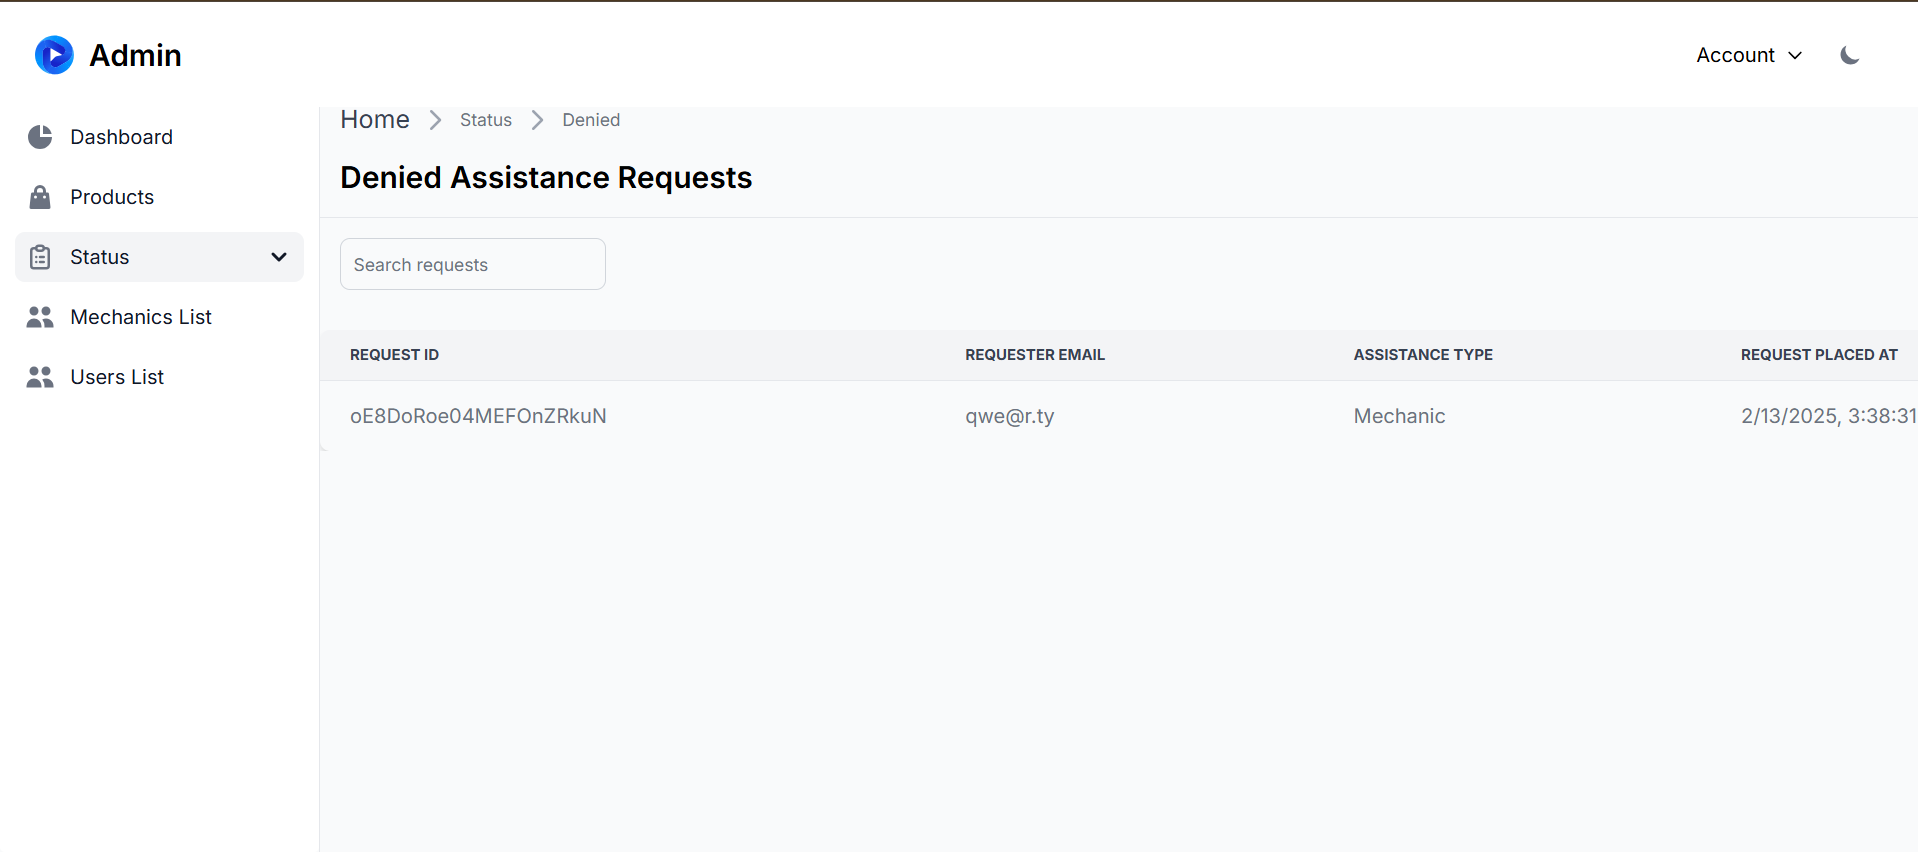 Admin
Account
Dashboard
Products
Status
Mechanics List
Users List
Home > Status > Denied
Denied Assistance Requests
Search requests
REQUEST ID REQUESTER EMAIL ASSISTANCE TYPE REQUEST PLACED AT
oE8DoRoe04MEFOnZRkuN qwe@r.ty Mechanic 2/13/2025, 3:38:31